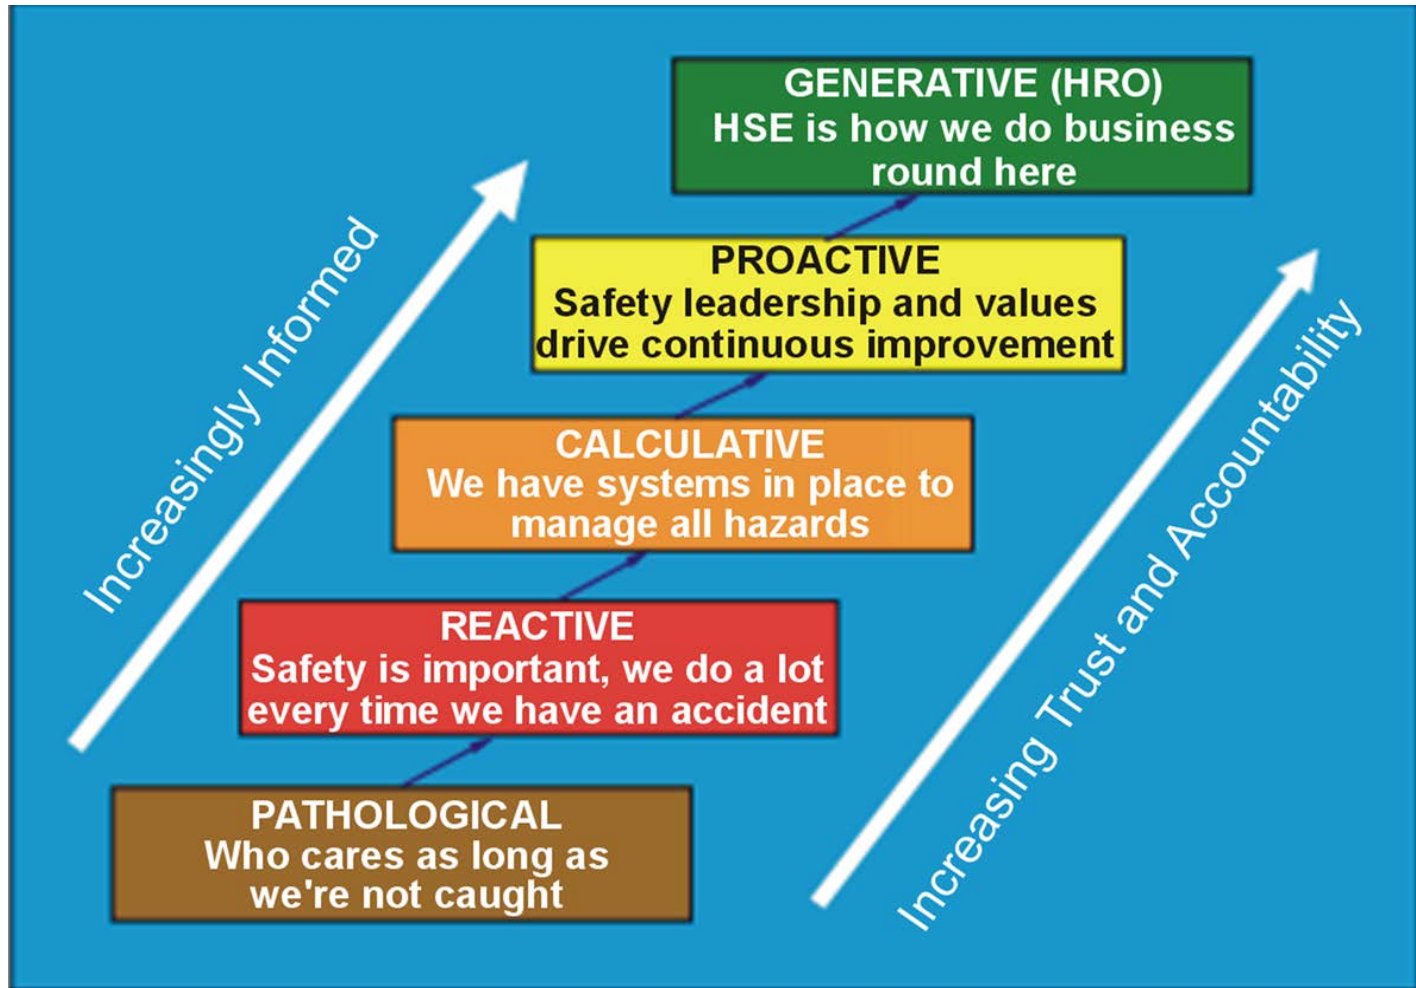 GENERATIVE (HRO)
HSE is how we do business
round here
PROACTIVE
Safety leadership and values
drive continuous improvement
CALCULATIVE
We have systems in place to
manage all hazards
REACTIVE
Safety is important, we do a lot
every time we have an accident
PATHOLOGICAL
Who cares as long as
we're not caught
Increasingly Informed
Increasing Trust and Accountability